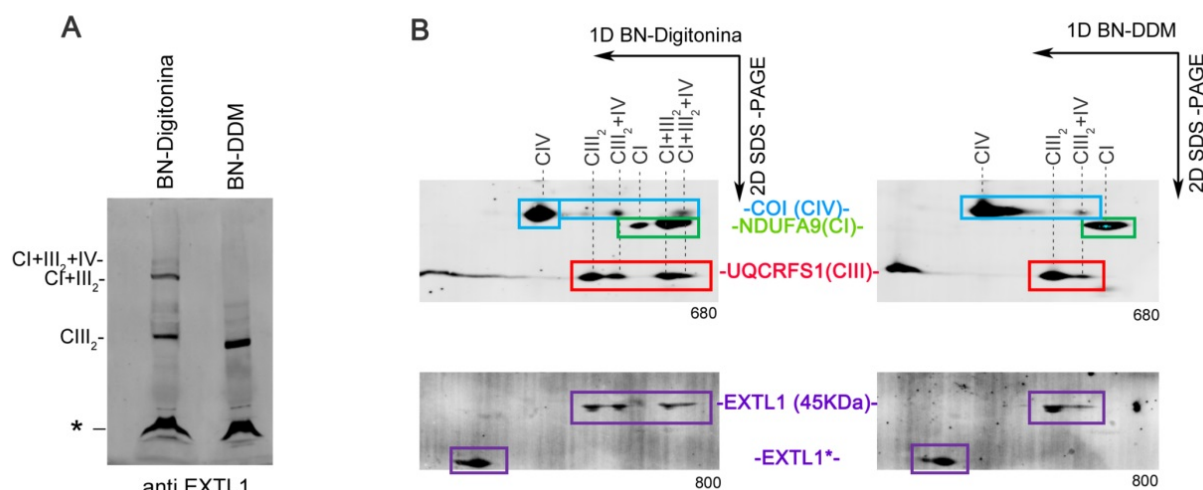 A
BN-Digitonina
BN-DDM
CI+III₂+IV-
CI+III₂-
CIII₂-
*
anti EXTL1
B
1D BN-Digitonina
2D SDS -PAGE
CIV
CIII₂
CIII₂+IV
CI
CI+III₂
CI+III₂+IV
1D BN-DDM
2D SDS -PAGE
CIV
CIII₂
CIII₂+IV
CI
-COI (CIV)-
-NDUFA9(CI)-
-UQCRFS1(CIII)-
680
680
-EXTL1 (45KDa)-
-EXTL1*-
800
800